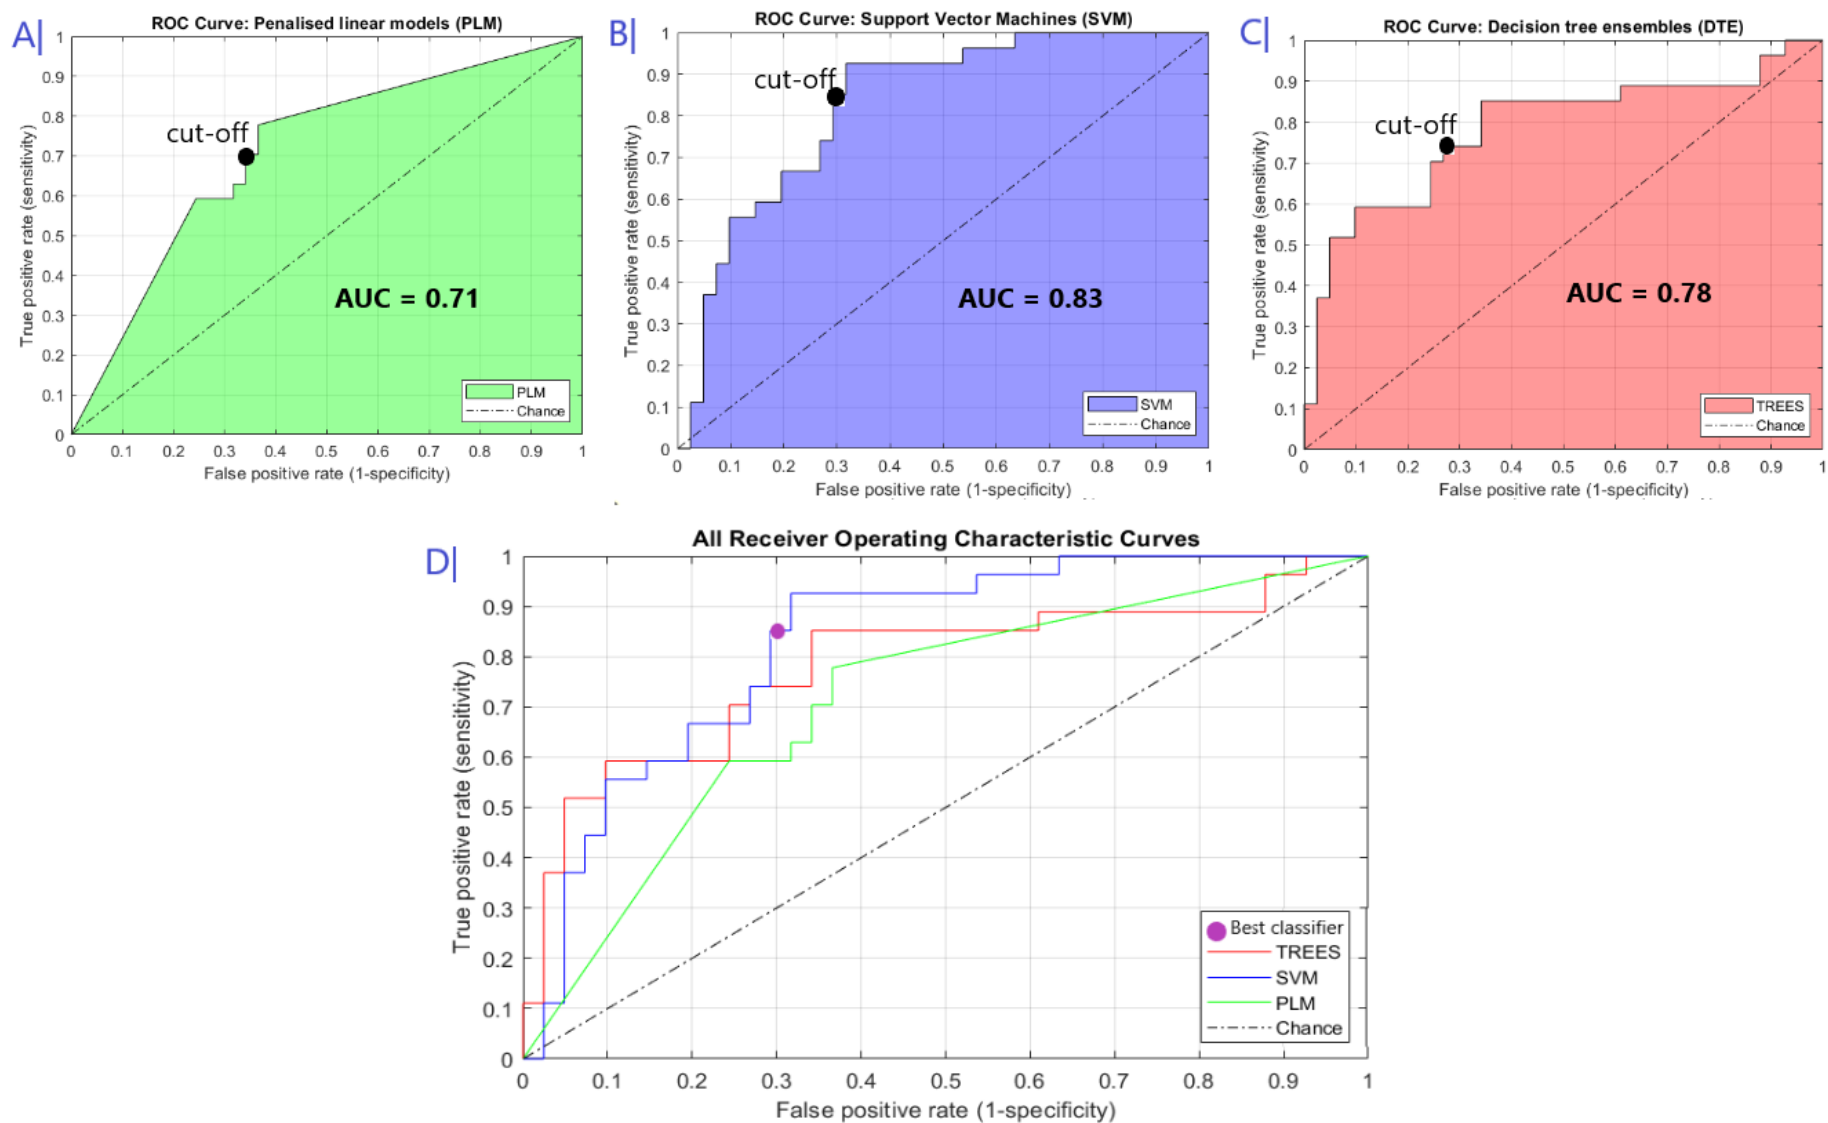 A|
ROC Curve: Penalised linear models (PLM)
1
0.9
0.8
0.7
0.6
0.5
0.4
0.3
0.2
0.1
0
True positive rate (sensitivity)
cut-off
AUC = 0.71
PLM
Chance
0 0.1 0.2 0.3 0.4 0.5 0.6 0.7 0.8 0.9 1
False positive rate (1-specificity)
B|
ROC Curve: Support Vector Machines (SVM)
1
0.9
0.8
0.7
0.6
0.5
0.4
0.3
0.2
0.1
0
True positive rate (sensitivity)
cut-off
AUC = 0.83
SVM
Chance
0 0.1 0.2 0.3 0.4 0.5 0.6 0.7 0.8 0.9 1
False positive rate (1-specificity)
C|
ROC Curve: Decision tree ensembles (DTE)
1
0.9
0.8
0.7
0.6
0.5
0.4
0.3
0.2
0.1
0
True positive rate (sensitivity)
cut-off
AUC = 0.78
TREES
Chance
0 0.1 0.2 0.3 0.4 0.5 0.6 0.7 0.8 0.9 1
False positive rate (1-specificity)
D|
All Receiver Operating Characteristic Curves
1
0.9
0.8
0.7
0.6
0.5
0.4
0.3
0.2
0.1
0
True positive rate (sensitivity)
Best classifier
TREES
SVM
PLM
Chance
0 0.1 0.2 0.3 0.4 0.5 0.6 0.7 0.8 0.9 1
False positive rate (1-specificity)